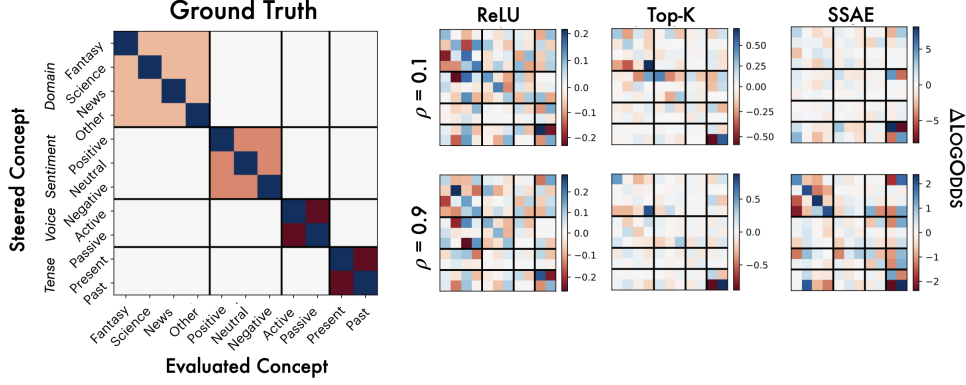 Ground Truth
ReLU
Top-K
SSAE
Steered Concept
Domain
Sentiment
Voice
Tense
Fantasy
Science
News
Other
Positive
Neutral
Negative
Active
Passive
Present
Past
Fantasy
Science
News
Other
Positive
Neutral
Negative
Active
Passive
Present
Past
Evaluated Concept
ρ = 0.1
0.2
0.1
0.0
−0.1
−0.2
0.50
0.25
0.00
−0.25
−0.50
5
0
−5
ρ = 0.9
0.2
0.1
0.0
−0.1
−0.2
0.5
0.0
−0.5
2
1
0
−1
−2
ΔLogOdds